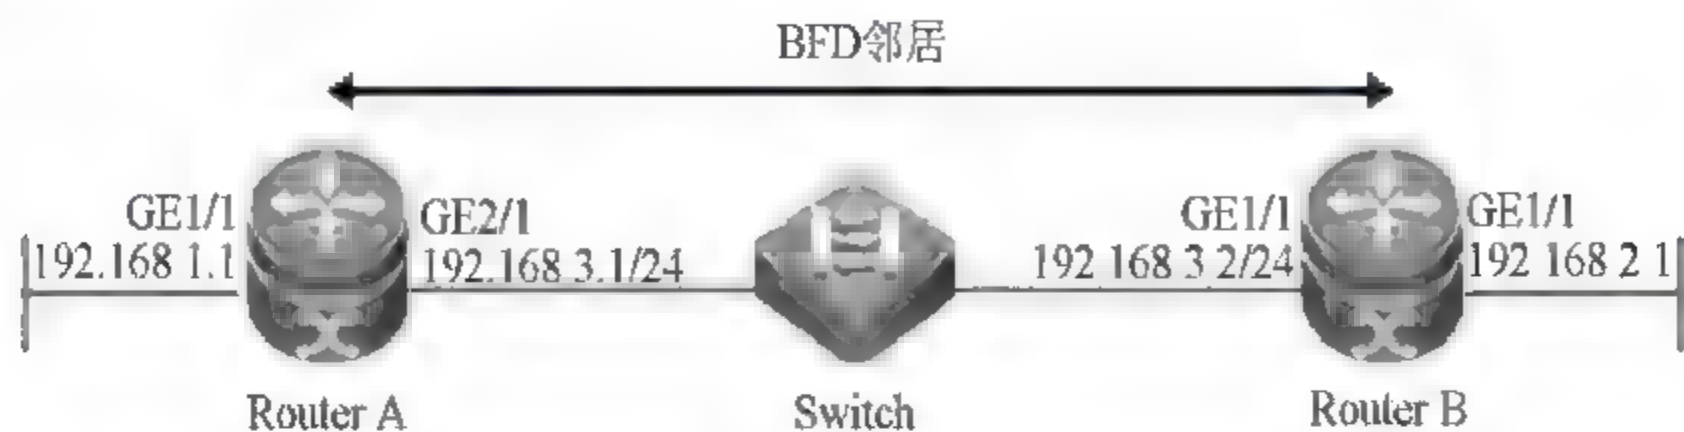 BFD邻居
GE1/1
192.168 1.1
GE2/1
192.168 3.1/24
GE1/1
192 168 3 2/24
GE1/1
192 168 2 1
Router A
Switch
Router B